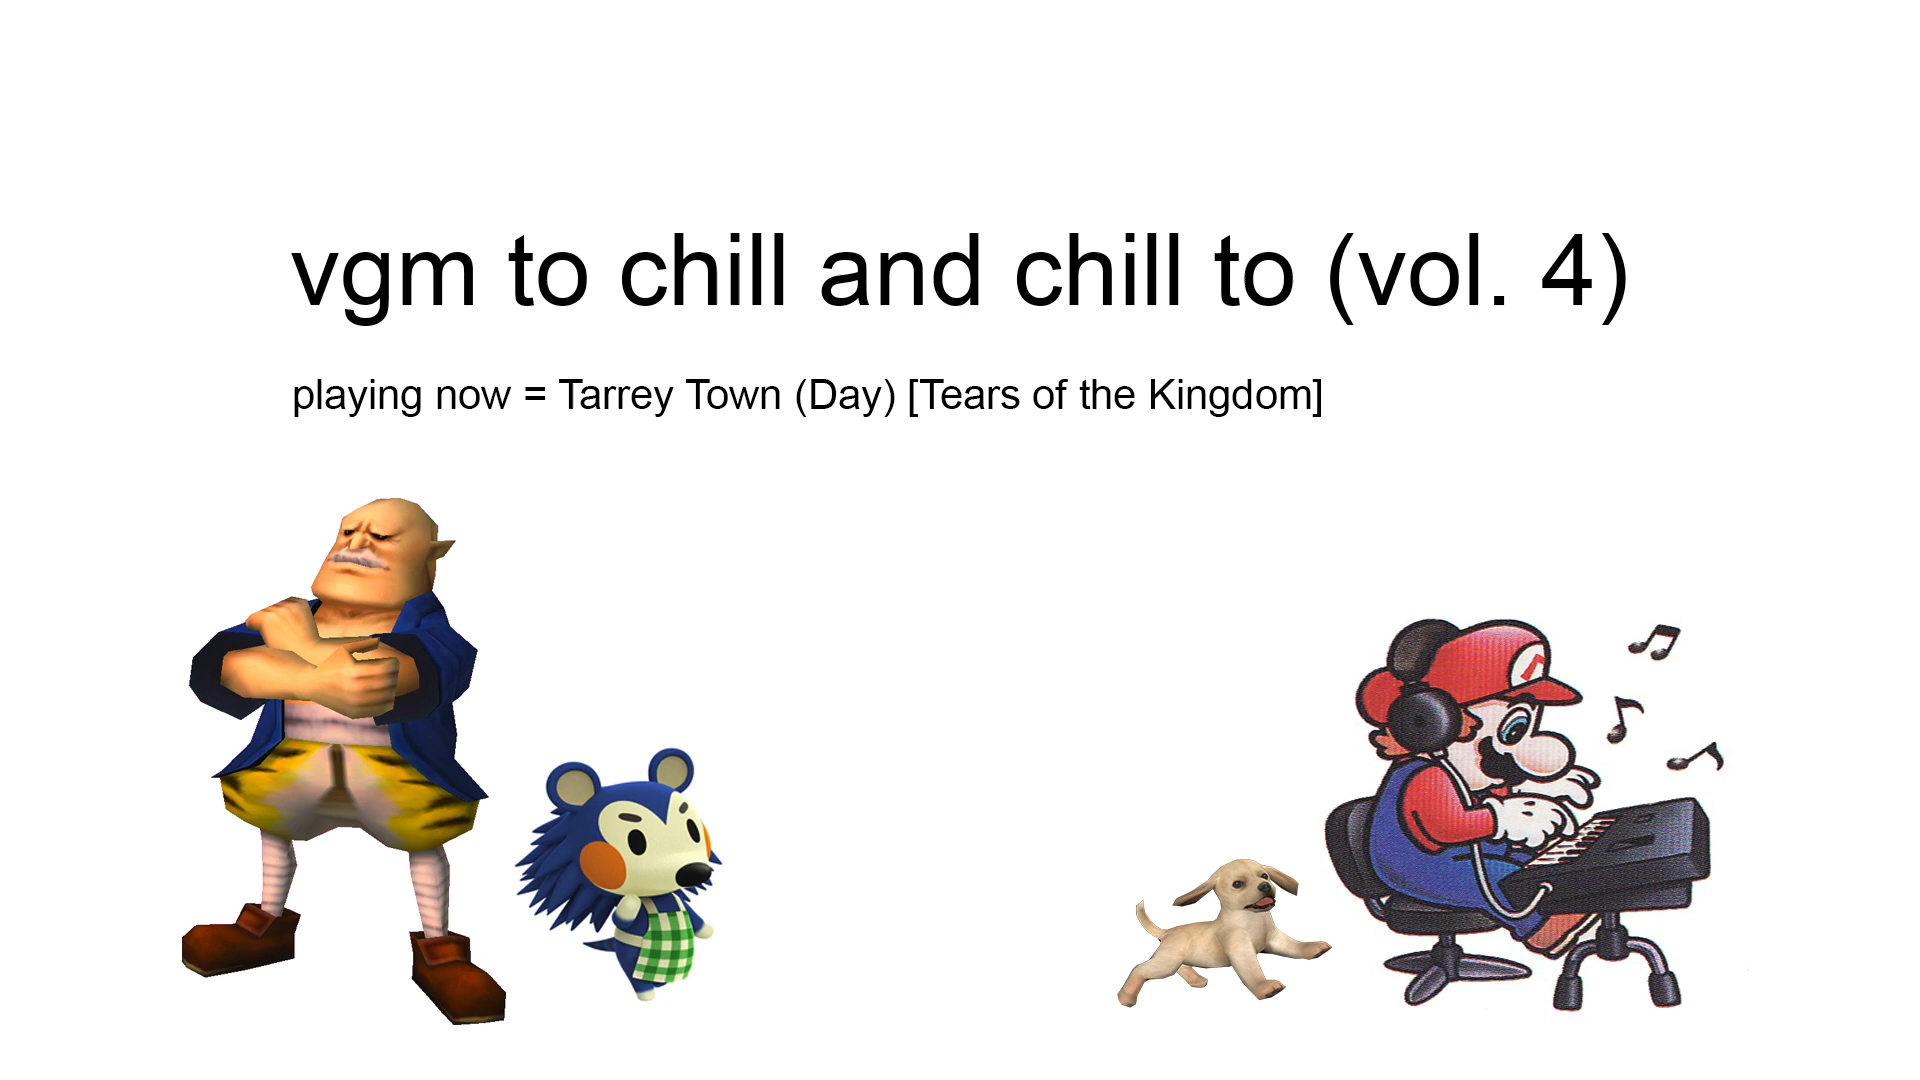 vgm to chill and chill to (vol. 4)
playing now = Tarrey Town (Day) [Tears of the Kingdom]